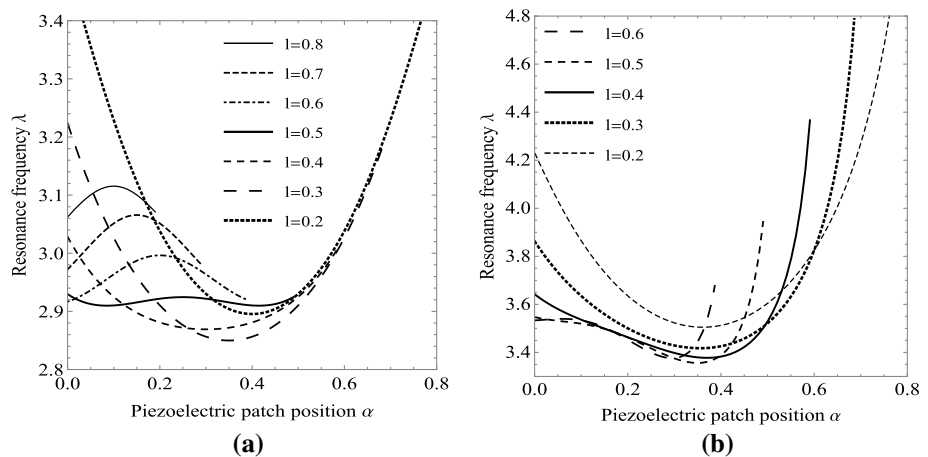 3.4
3.3
3.2
3.1
3.0
2.9
2.8
0.0
0.2
0.4
0.6
0.8
Resonance frequency λ
Piezoelectric patch position α
l=0.8
l=0.7
l=0.6
l=0.5
l=0.4
l=0.3
l=0.2
(a)
4.8
4.6
4.4
4.2
4.0
3.8
3.6
3.4
0.0
0.2
0.4
0.6
0.8
Resonance frequency λ
Piezoelectric patch position α
l=0.6
l=0.5
l=0.4
l=0.3
l=0.2
(b)